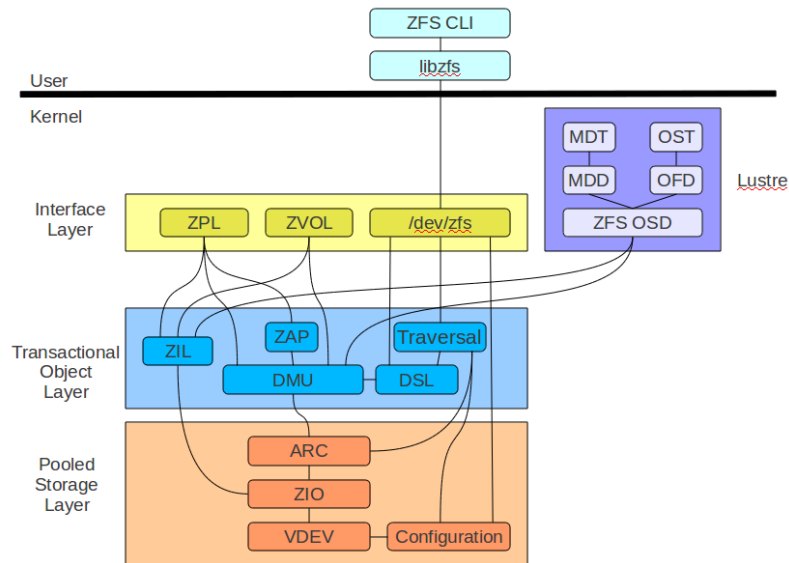 ZFS CLI
libzfs
User
Kernel
MDT
OST
MDD
OFD
Lustre
Interface
Layer
ZPL
ZVOL
/dev/zfs
ZFS OSD
Transactional
Object
Layer
ZIL
ZAP
Traversal
DMU
DSL
Pooled
Storage
Layer
ARC
ZIO
VDEV
Configuration